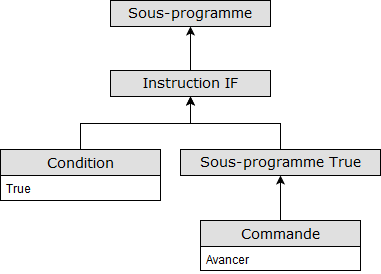 Sous-programme
Instruction IF
Condition
True
Sous-programme True
Commande
Avancer